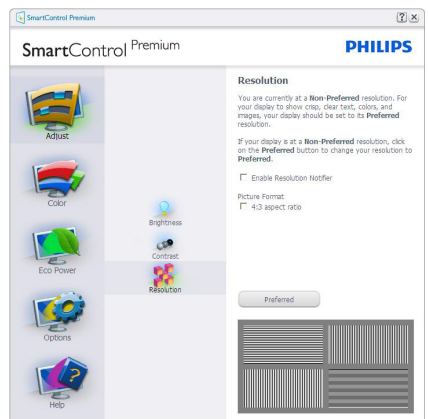 SmartControl Premium
SmartControl Premium
PHILIPS
Adjust
Color
Eco Power
Options
Help
Brightness
Contrast
Resolution
Resolution
You are currently at a Non-Preferred resolution. For
your display to show crisp, clear text, colors, and
images, your display should be set to its Preferred
resolution.
If your display is at a Non-Preferred resolution, click
on the Preferred button to change your resolution to
Preferred.
Enable Resolution Notifier
Picture Format
4:3 aspect ratio
Preferred